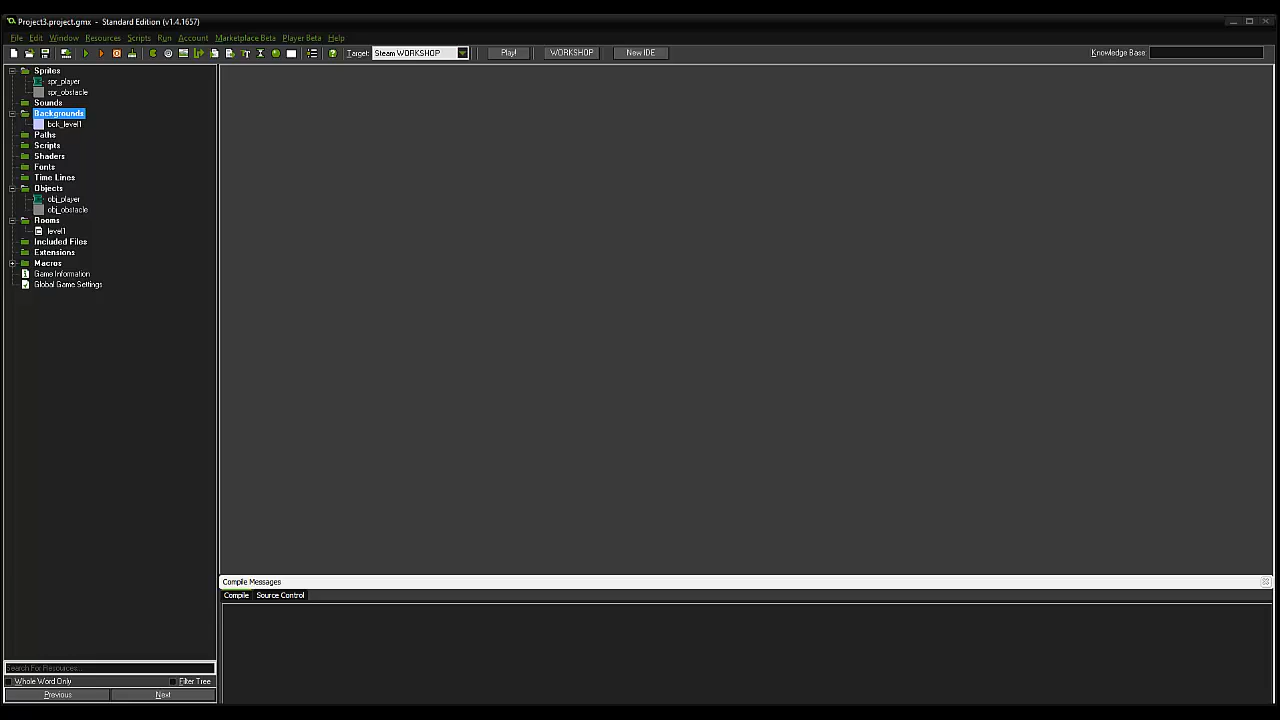 Project3.project.gmx - Standard Edition (v1.4.1657)
File Edit Window Resources Scripts Run Account Marketplace Beta Player Beta Help
Target: Steam WORKSHOP Play! WORKSHOP New IDE Knowledge Base:
Sprites
spr_player
spr_obstacle
Sounds
Backgrounds
bck_level1
Paths
Scripts
Shaders
Fonts
Time Lines
Objects
obj_player
obj_obstacle
Rooms
level1
Included Files
Extensions
Macros
Game Information
Global Game Settings
Compile Messages
Compile Source Control
Search For Resources...
Whole Word Only Filter Tree
Previous Next